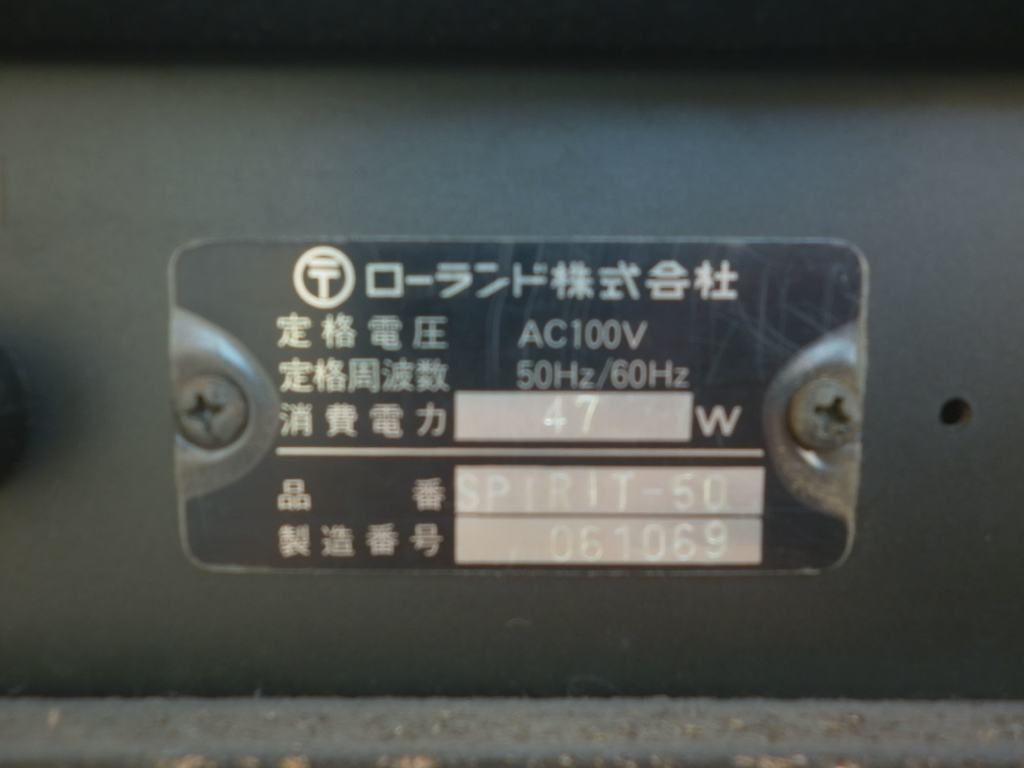 〒 ローランド株式会社
定格電圧 AC100V
定格周波数 50Hz/60Hz
消費電力 47 W
品番 SPIRIT-50
製造番号 061069